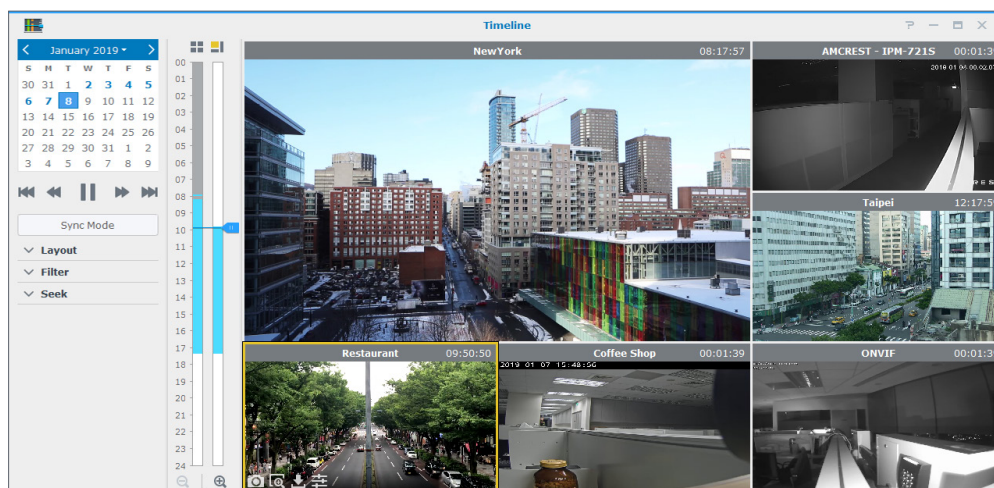 Timeline
January 2019
S M T W T F S
30 31 1 2 3 4 5
6 7 8 9 10 11 12
13 14 15 16 17 18 19
20 21 22 23 24 25 26
27 28 29 30 31 1 2
3 4 5 6 7 8 9
Sync Mode
Layout
Filter
Seek
00
01
02
03
04
05
06
07
08
09
10
11
12
13
14
15
16
17
18
19
20
21
22
23
24
NewYork 08:17:57
AMCREST - IPM-721S 00:01:39
Taipei 12:17:59
Restaurant 09:50:50
Coffee Shop 00:01:39
2019 01 07 15:48:56
ONVIF 00:01:39